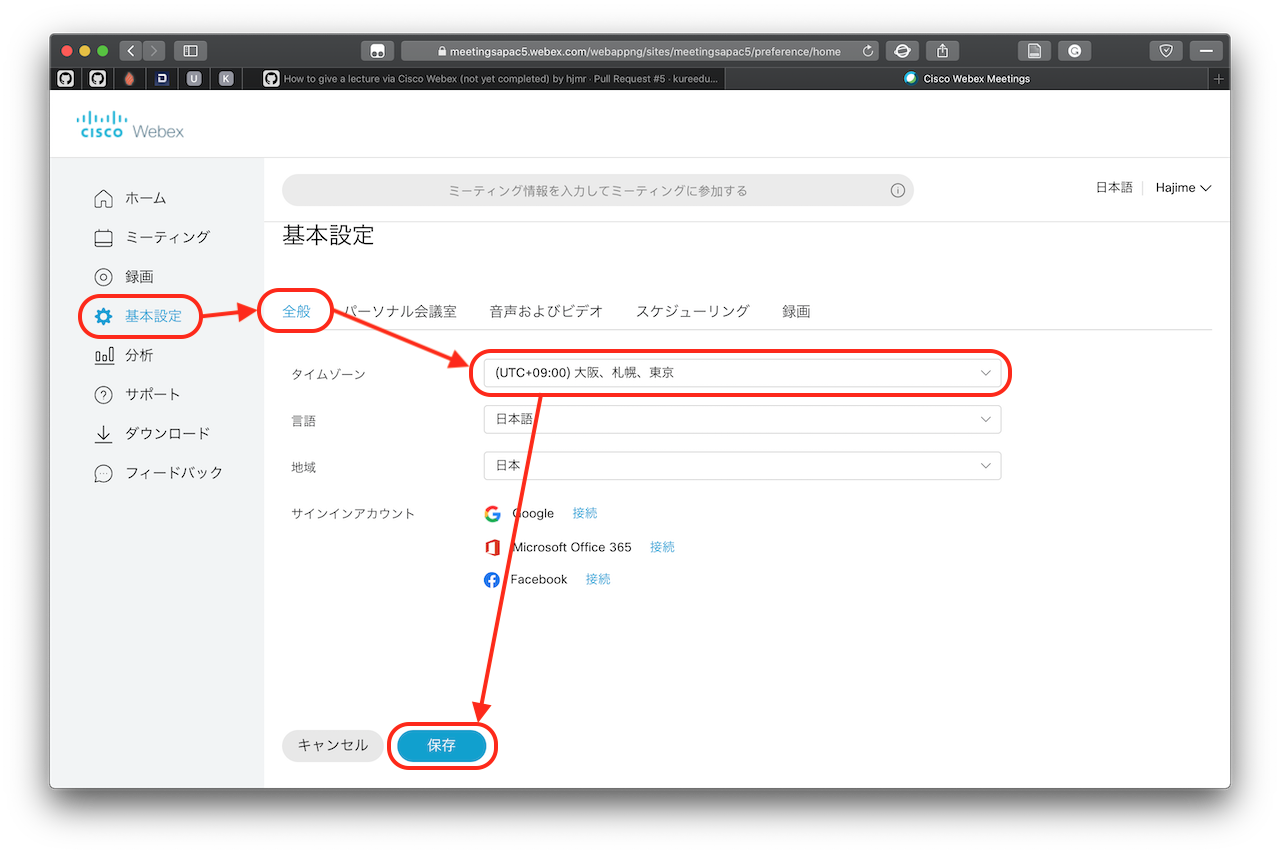 meetingsapac5.webex.com/webappng/sites/meetingsapac5/preference/home
D U K How to give a lecture via Cisco Webex (not yet completed) by hjmr · Pull Request #5 · kureedu... Cisco Webex Meetings
CISCO Webex
ミーティング情報を入力してミーティングに参加する 日本語 Hajime
ホーム
ミーティング
録画
基本設定
分析
サポート
ダウンロード
フィードバック
基本設定
全般 パーソナル会議室 音声およびビデオ スケジューリング 録画
タイムゾーン (UTC+09:00) 大阪、札幌、東京
言語 日本語
地域 日本
サインインアカウント Google 接続
Microsoft Office 365 接続
Facebook 接続
キャンセル 保存